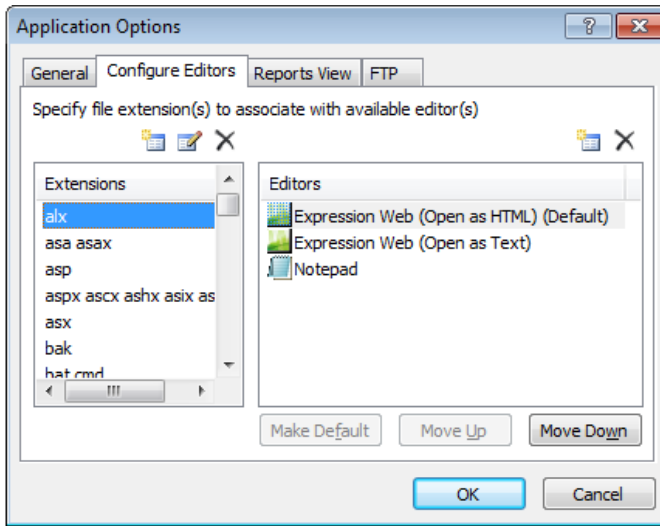 Application Options
General Configure Editors Reports View FTP
Specify file extension(s) to associate with available editor(s)
Extensions
alx
asa asax
asp
aspx ascx ashx asix as
asx
bak
bat cmd
Editors
Expression Web (Open as HTML) (Default)
Expression Web (Open as Text)
Notepad
Make Default Move Up Move Down
OK Cancel